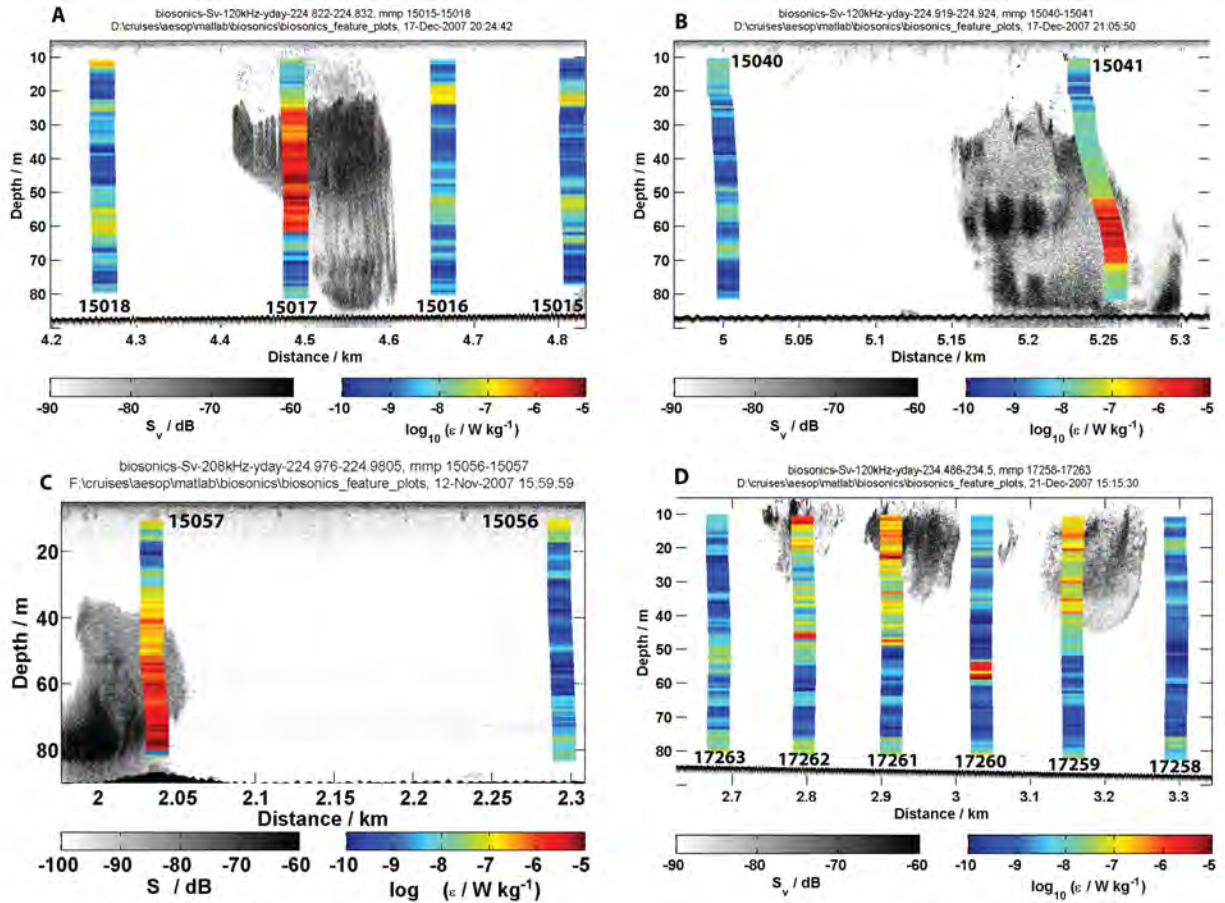 A
biosonics-Sv-120kHz-yday-224.822-224.832, mmp 15015-15018
D:\cruises\aesop\matlab\biosonics\biosonics_feature_plots, 17-Dec-2007 20:24:42
10
20
30
40
50
60
70
80
Depth / m
15018
15017
15016
15015
4.2 4.3 4.4 4.5 4.6 4.7 4.8
Distance / km
-90 -80 -70 -60
Sv / dB
-10 -9 -8 -7 -6 -5
log10 (ε / W kg-1)
B
biosonics-Sv-120kHz-yday-224.919-224.924, mmp 15040-15041
D:\cruises\aesop\matlab\biosonics\biosonics_feature_plots, 17-Dec-2007 21:05:50
10
20
30
40
50
60
70
80
Depth / m
15040
15041
5 5.05 5.1 5.15 5.2 5.25 5.3
Distance / km
-90 -80 -70 -60
Sv / dB
-10 -9 -8 -7 -6 -5
log10 (ε / W kg-1)
C
biosonics-Sv-208kHz-yday-224.976-224.9805, mmp 15056-15057
F:\cruises\aesop\matlab\biosonics\biosonics_feature_plots, 12-Nov-2007 15:59:59
20
40
60
80
Depth / m
15057
15056
2 2.05 2.1 2.15 2.2 2.25 2.3
Distance / km
-100 -90 -80 -70 -60
S / dB
-10 -9 -8 -7 -6 -5
log (ε / W kg-1)
D
biosonics-Sv-120kHz-yday-234.486-234.5, mmp 17258-17263
D:\cruises\aesop\matlab\biosonics\biosonics_feature_plots, 21-Dec-2007 15:15:30
10
20
30
40
50
60
70
80
Depth / m
17263
17262
17261
17260
17259
17258
2.7 2.8 2.9 3 3.1 3.2 3.3
Distance / km
-90 -80 -70 -60
Sv / dB
-10 -9 -8 -7 -6 -5
log10 (ε / W kg-1)